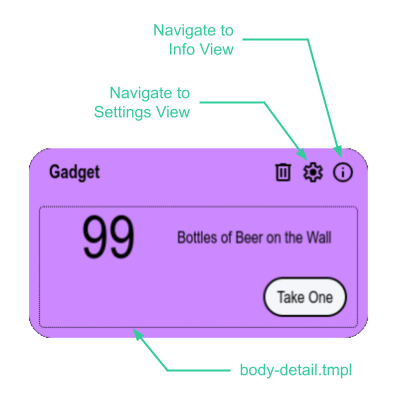 Navigate to
Info View
Navigate to
Settings View
Gadget
99
Bottles of Beer on the Wall
Take One
body-detail.tmpl